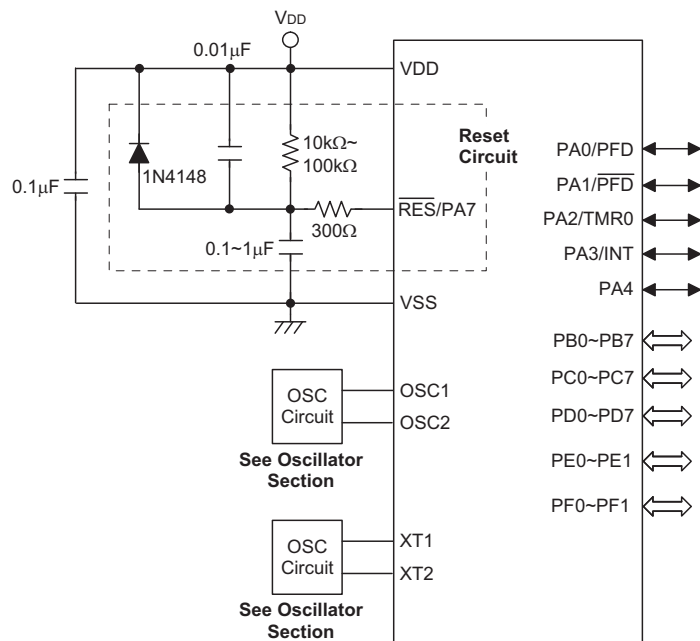 VDD
0.01μF
VDD
Reset
Circuit
10kΩ~
100kΩ
1N4148
0.1μF
R̅E̅S̅/PA7
300Ω
0.1~1μF
VSS
OSC
Circuit
OSC1
OSC2
See Oscillator
Section
OSC
Circuit
XT1
XT2
See Oscillator
Section
PA0/PFD
PA1/P̅F̅D̅
PA2/TMR0
PA3/INT
PA4
PB0~PB7
PC0~PC7
PD0~PD7
PE0~PE1
PF0~PF1